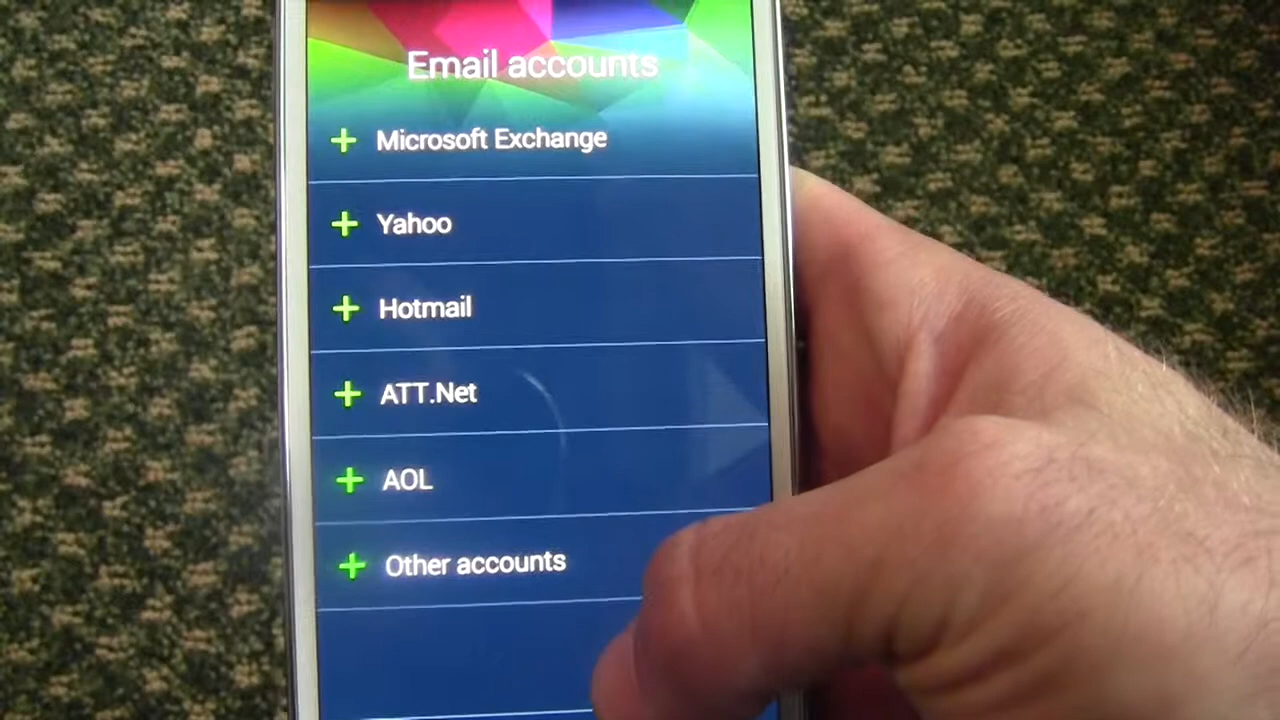 Email accounts
Microsoft Exchange
Yahoo
Hotmail
ATT.Net
AOL
Other accounts